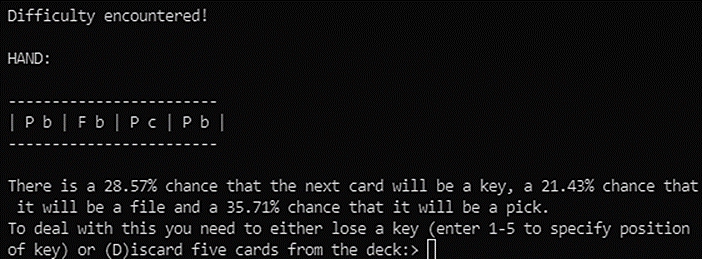 Difficulty encountered!
HAND:
------------------------
| P b | F b | P c | P b |
------------------------
There is a 28.57% chance that the next card will be a key, a 21.43% chance that
it will be a file and a 35.71% chance that it will be a pick.
To deal with this you need to either lose a key (enter 1-5 to specify position
of key) or (D)iscard five cards from the deck:>